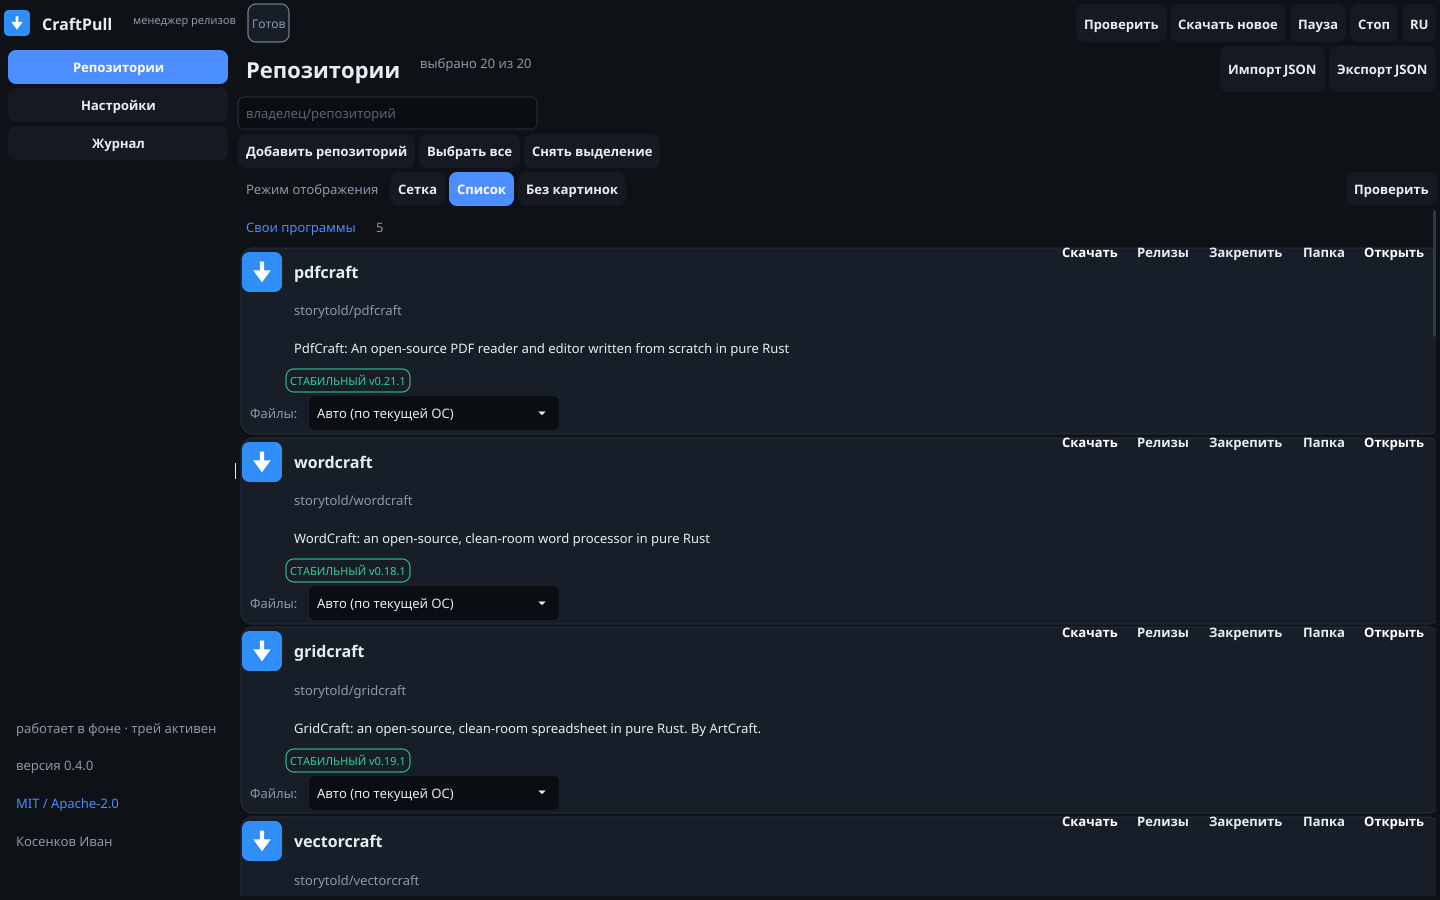 CraftPull
менеджер релизов
Готов
Проверить
Скачать новое
Пауза
Стоп
RU
Репозитории
Настройки
Журнал
Репозитории
выбрано 20 из 20
Импорт JSON
Экспорт JSON
владелец/репозиторий
Добавить репозиторий
Выбрать все
Снять выделение
Режим отображения
Сетка
Список
Без картинок
Проверить
Свои программы 5
pdfcraft
Скачать Релизы Закрепить Папка Открыть
storytold/pdfcraft
PdfCraft: An open-source PDF reader and editor written from scratch in pure Rust
СТАБИЛЬНЫЙ v0.21.1
Файлы: Авто (по текущей ОС)
wordcraft
Скачать Релизы Закрепить Папка Открыть
storytold/wordcraft
WordCraft: an open-source, clean-room word processor in pure Rust
СТАБИЛЬНЫЙ v0.18.1
Файлы: Авто (по текущей ОС)
gridcraft
Скачать Релизы Закрепить Папка Открыть
storytold/gridcraft
GridCraft: an open-source, clean-room spreadsheet in pure Rust. By ArtCraft.
СТАБИЛЬНЫЙ v0.19.1
Файлы: Авто (по текущей ОС)
vectorcraft
Скачать Релизы Закрепить Папка Открыть
storytold/vectorcraft
работает в фоне · трей активен
версия 0.4.0
MIT / Apache-2.0
Косенков Иван